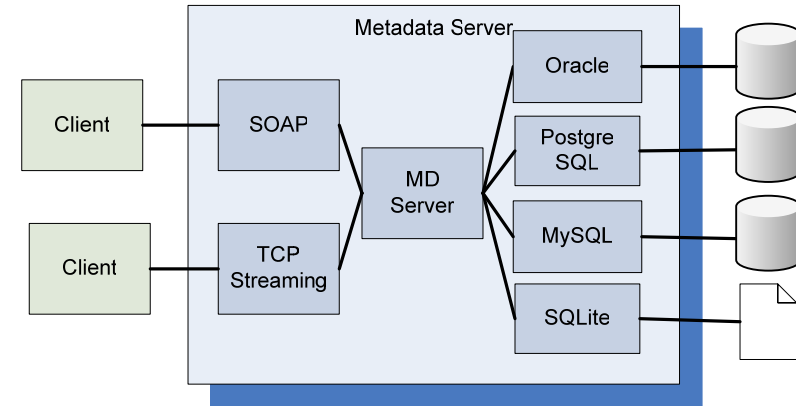 Metadata Server
Client
SOAP
Oracle
Postgre
SQL
MD
Server
MySQL
Client
TCP
Streaming
SQLite